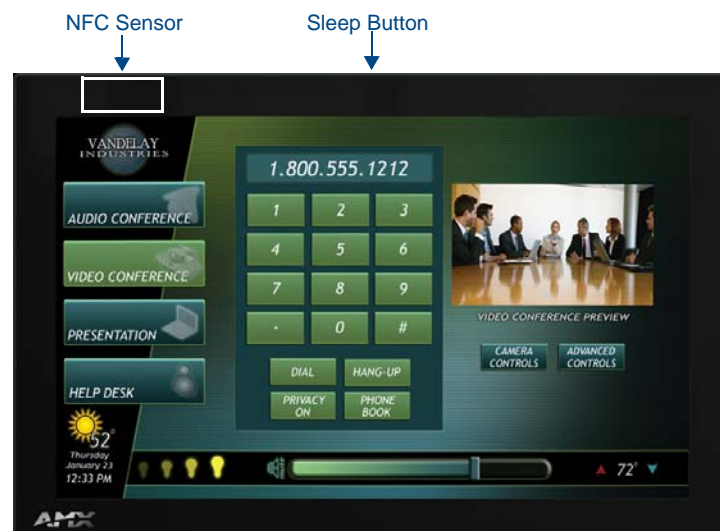 NFC Sensor
Sleep Button
VANDELAY
INDUSTRIES
1.800.555.1212
AUDIO CONFERENCE
1 2 3
VIDEO CONFERENCE
4 5 6
7 8 9
PRESENTATION
· 0 #
VIDEO CONFERENCE PREVIEW
CAMERA
CONTROLS
ADVANCED
CONTROLS
DIAL
HANG-UP
HELP DESK
PRIVACY
ON
PHONE
BOOK
52°
Thursday
January 23
12:33 PM
72°
AMX